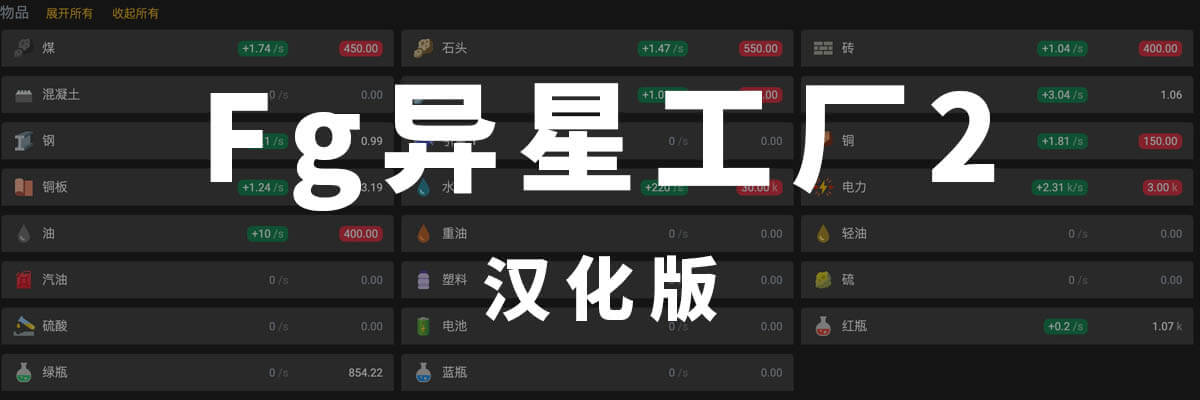 物品 展开所有 收起所有
煤 +1.74 /s 450.00 石头 +1.47 /s 550.00 砖 +1.04 /s 400.00
混凝土 0 /s 0.00 +3.04 /s 1.06
Fg异星工厂2
钢 0.99 0 /s 0.00 铜 +1.81 /s 150.00
铜板 +1.24 /s 3.19 水 +220 30.00 k 电力 +2.31 k/s 3.00 k
油 +10 /s 400.00 重油 0 /s 0.00 轻油 0 /s 0.00
汉化版
汽油 0 /s 0.00 塑料 0 /s 0.00 硫 0 /s 0.00
硫酸 0 /s 0.00 电池 0 /s 0.00 红瓶 +0.2 /s 1.07 k
绿瓶 0 /s 854.22 蓝瓶 0 /s 0.00